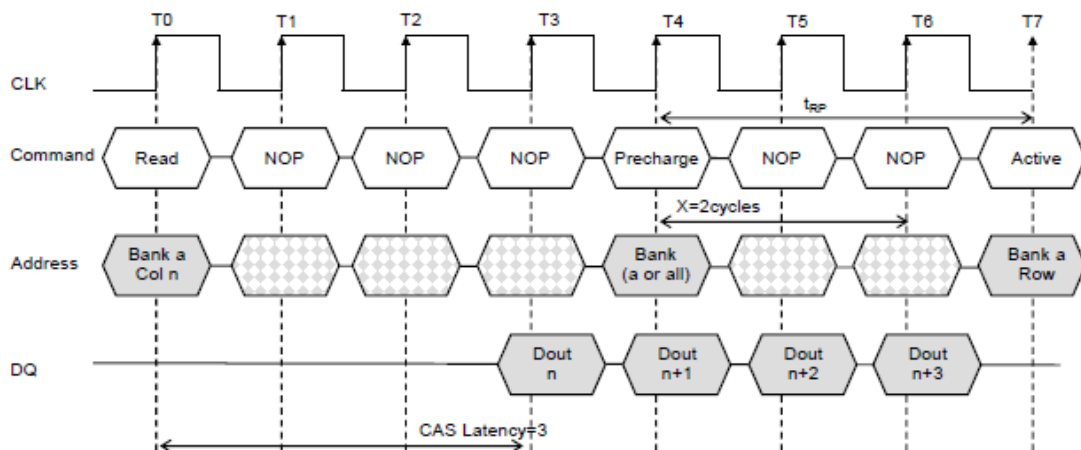 T0 T1 T2 T3 T4 T5 T6 T7
CLK
tRP
Command Read NOP NOP NOP Precharge NOP NOP Active
X=2cycles
Address Bank a Bank Bank a
Col n (a or all) Row
DQ Dout Dout Dout Dout
n n+1 n+2 n+3
CAS Latency=3